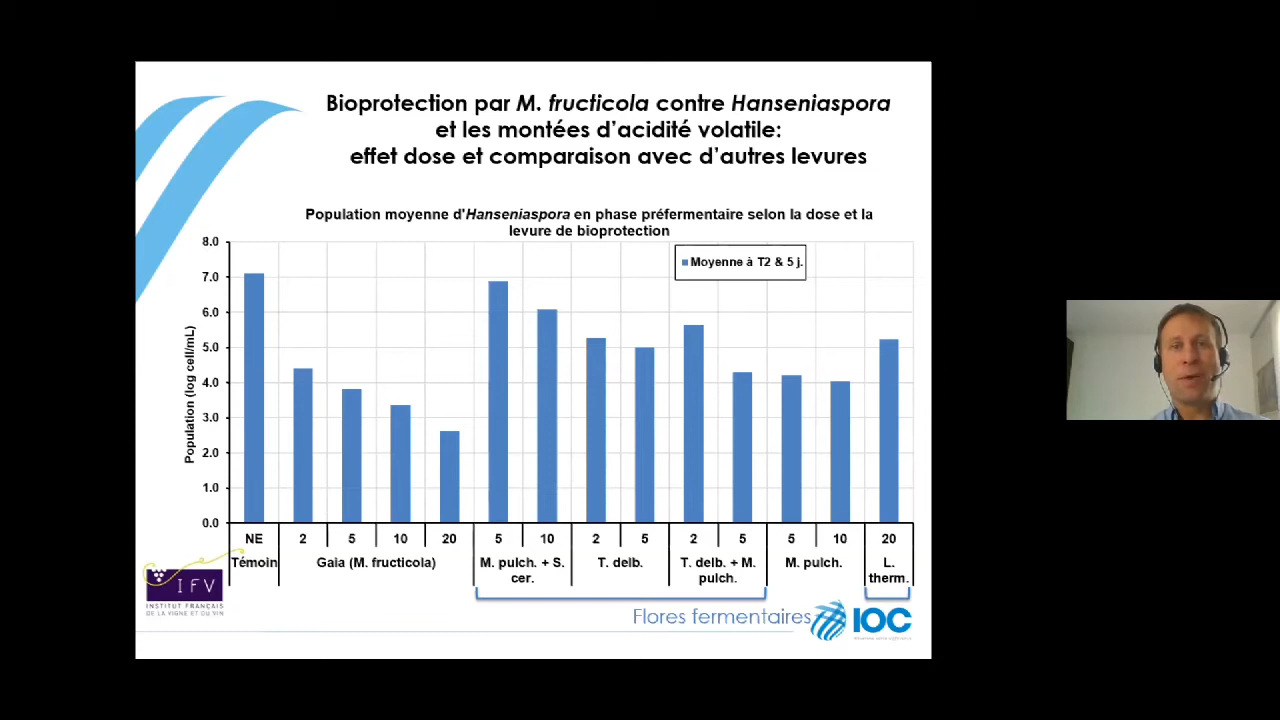 Bioprotection par M. fructicola contre Hanseniaspora
et les montées d'acidité volatile:
effet dose et comparaison avec d'autres levures
Population moyenne d'Hanseniaspora en phase préfermentaire selon la dose et la
levure de bioprotection
Moyenne à T2 & 5 j.
Population (log cell/mL)
8.0
7.0
6.0
5.0
4.0
3.0
2.0
1.0
0.0
NE 2 5 10 20 5 10 2 5 2 5 5 10 20
Témoin Gaïa (M. fructicola) M. pulch. + S. T. delb. T. delb. + M. M. pulch. L.
cer. pulch. therm.
IFV
INSTITUT FRANÇAIS
DE LA VIGNE ET DU VIN
Flores fermentaires
IOC